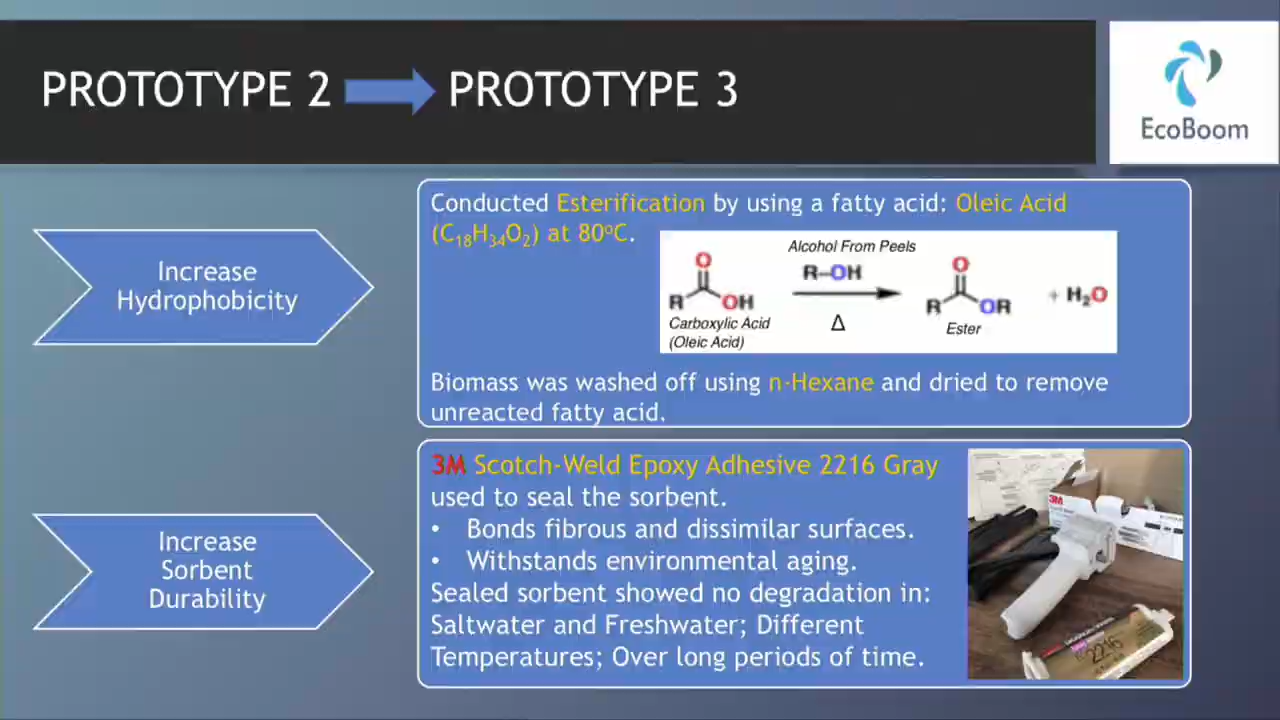 PROTOTYPE 2 PROTOTYPE 3
EcoBoom
Increase
Hydrophobicity
Conducted Esterification by using a fatty acid: Oleic Acid
(C₁₈H₃₄O₂) at 80ᵒC.
Alcohol From Peels
R-OH
O
R OH
Δ
O
R OR
+ H₂O
Carboxylic Acid
(Oleic Acid)
Ester
Biomass was washed off using n-Hexane and dried to remove
unreacted fatty acid.
Increase
Sorbent
Durability
3M Scotch-Weld Epoxy Adhesive 2216 Gray
used to seal the sorbent.
• Bonds fibrous and dissimilar surfaces.
• Withstands environmental aging.
Sealed sorbent showed no degradation in:
Saltwater and Freshwater; Different
Temperatures; Over long periods of time.
3M
2216